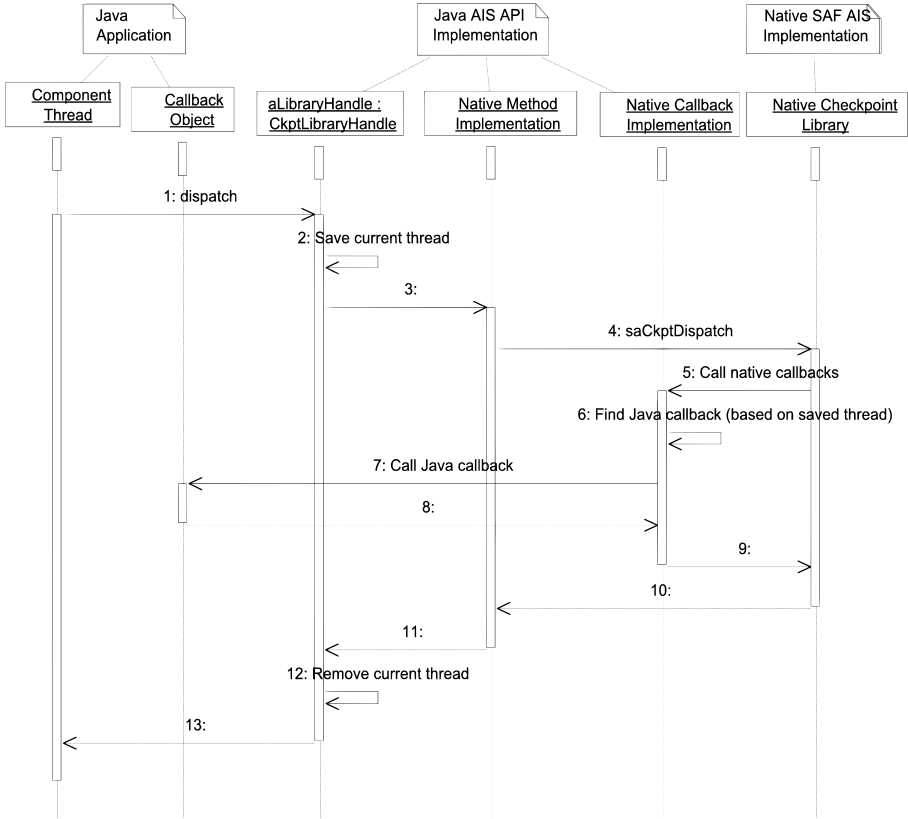 Java
Application
Java AIS API
Implementation
Native SAF AIS
Implementation
Component
Thread
Callback
Object
aLibraryHandle :
CkptLibraryHandle
Native Method
Implementation
Native Callback
Implementation
Native Checkpoint
Library
1: dispatch
2: Save current thread
3:
4: saCkptDispatch
5: Call native callbacks
6: Find Java callback (based on saved thread)
7: Call Java callback
8:
9:
10:
11:
12: Remove current thread
13: